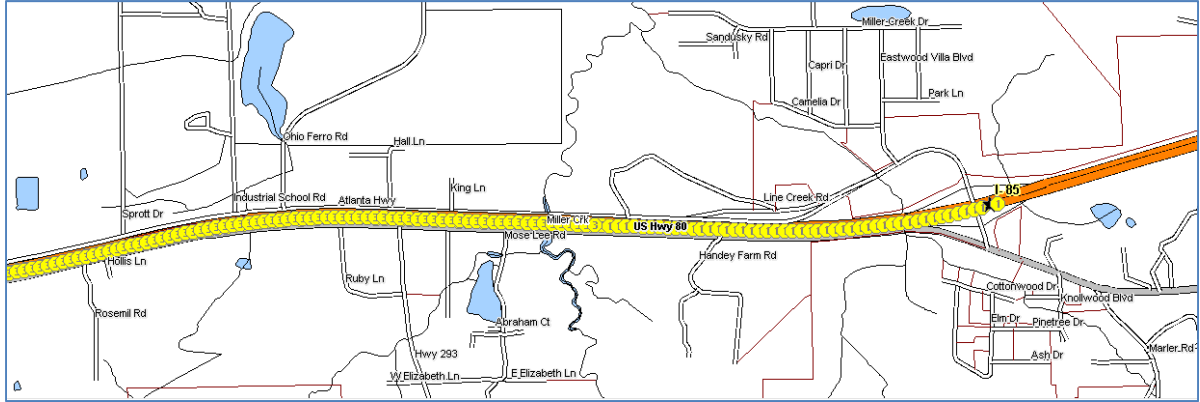 Miller Creek Dr
Sandusky Rd
Eastwood Villa Blvd
Capri Dr
Park Ln
Camelia Dr
Ohio Ferro Rd
Hall Ln
King Ln
I- 85
Industrial School Rd
Atlanta Hwy
Line Creek Rd
Sprott Dr
Miller Crk
US Hwy 80
Mose Lee Rd
Handey Farm Rd
Hollis Ln
Ruby Ln
Cottonwood Dr
Knollwood Blvd
Rosemil Rd
Elm Dr
Pinetree Dr
Abraham Ct
Marler Rd
Hwy 293
Ash Dr
W Elizabeth Ln
E Elizabeth Ln